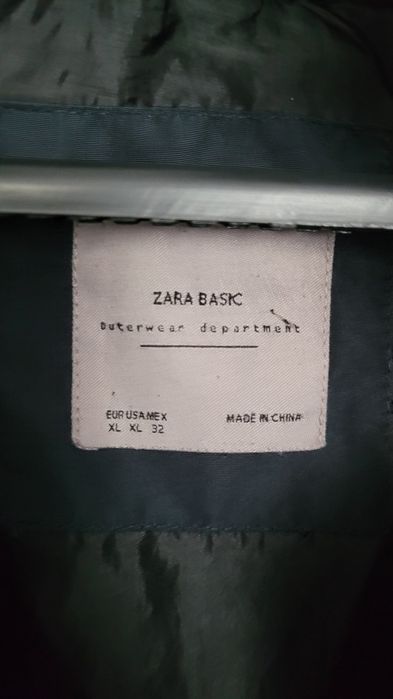 ZARA BASIC
Outerwear department
EUR USA MEX
XL XL 32
MADE IN CHINA